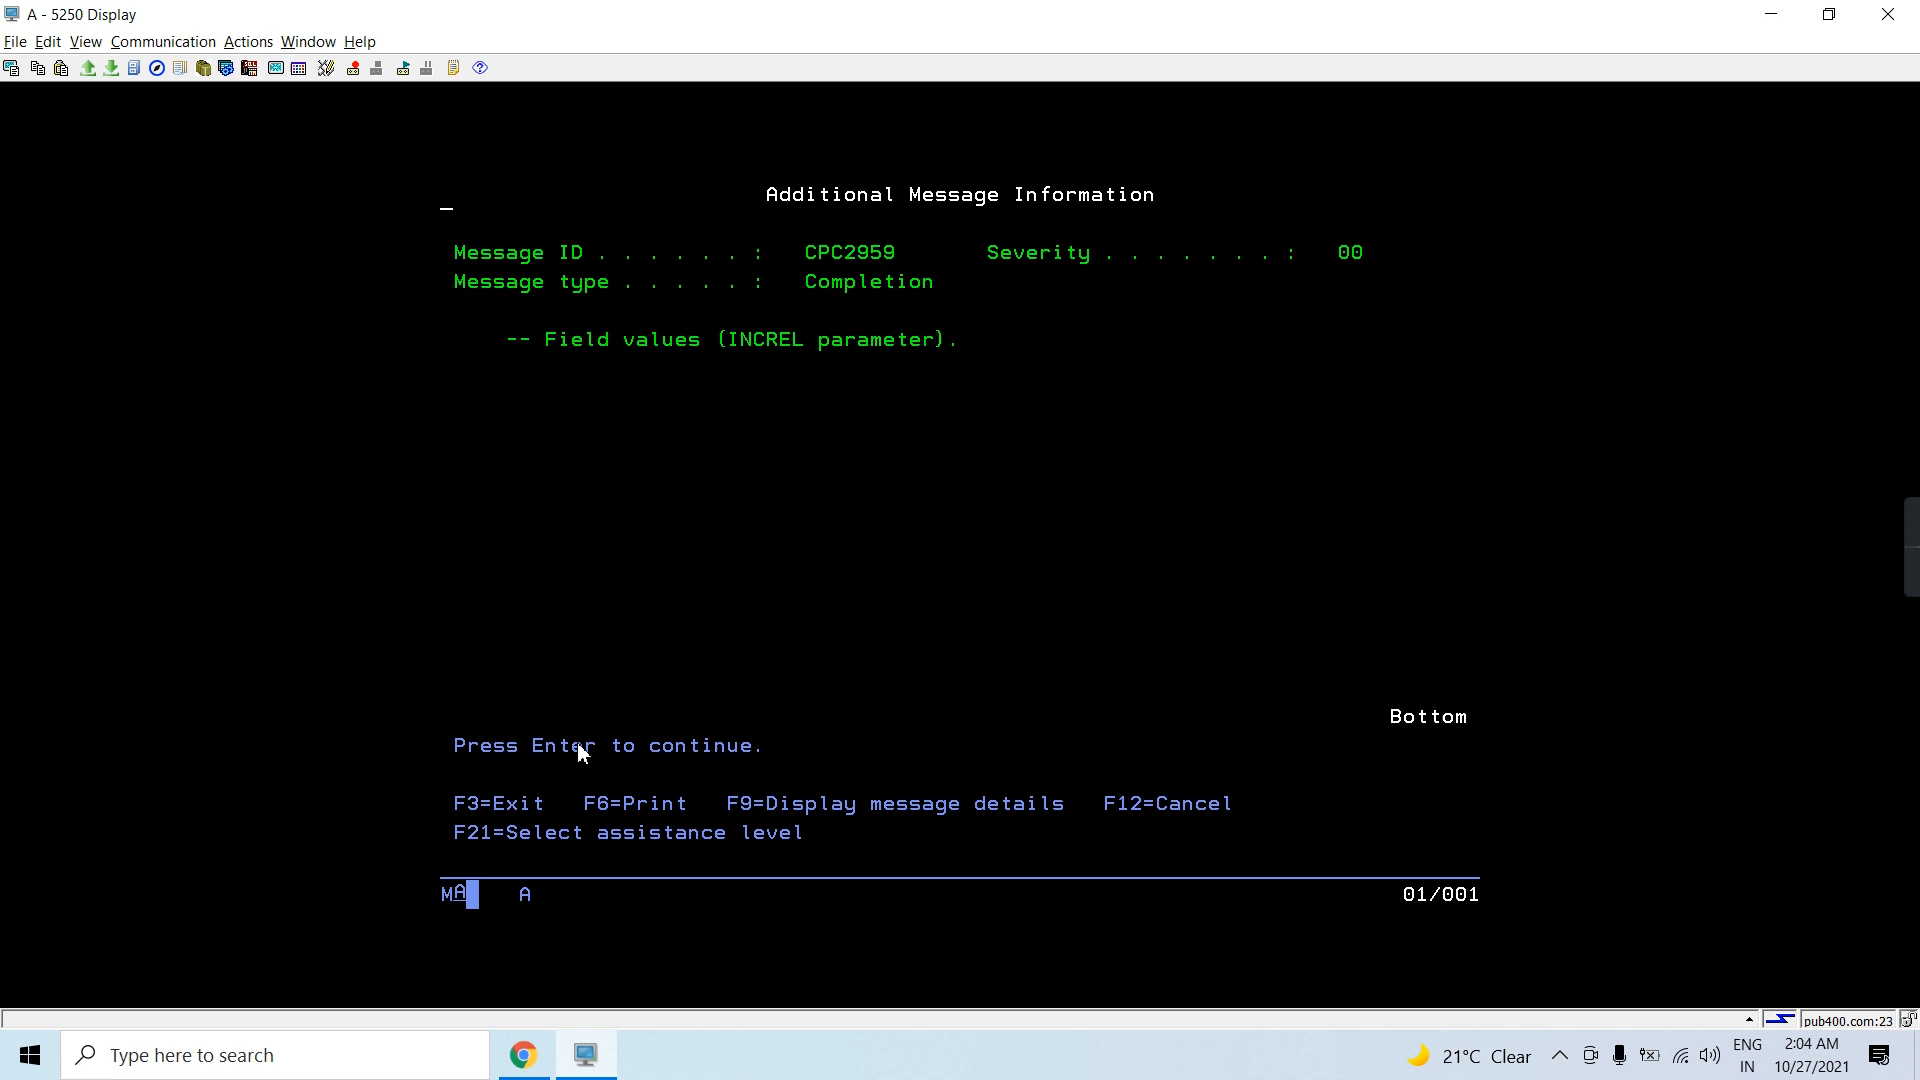 A - 5250 Display
File Edit View Communication Actions Window Help
Additional Message Information
Message ID . . . . . . : CPC2959 Severity . . . . . . . : 00
Message type . . . . . : Completion
-- Field values (INCREL parameter).
Bottom
Press Enter to continue.
F3=Exit F6=Print F9=Display message details F12=Cancel
F21=Select assistance level
MA A 01/001
pub400.com:23
Type here to search
21°C Clear
ENG
IN
2:04 AM
10/27/2021